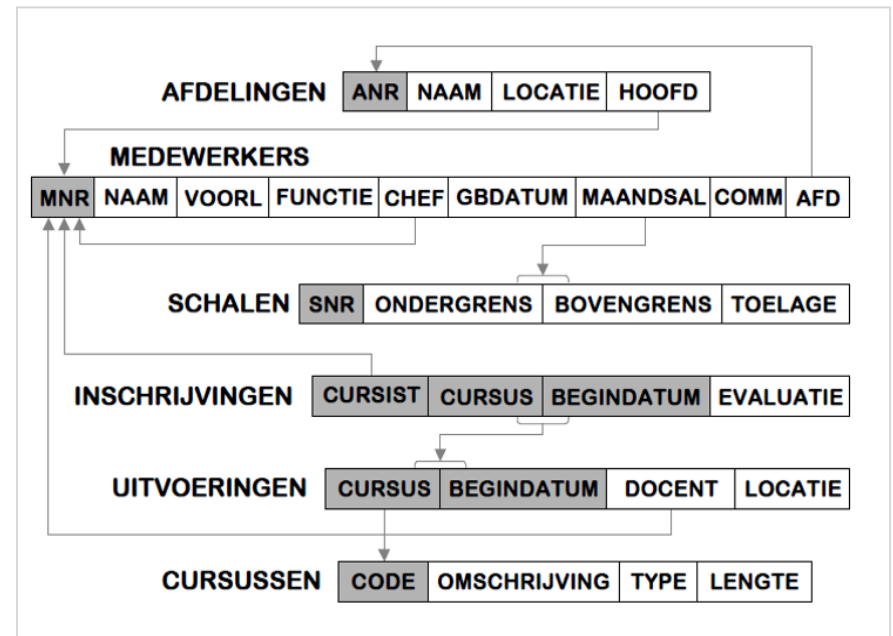 AFDELINGEN ANR NAAM LOCATIE HOOFD
MEDEWERKERS
MNR NAAM VOORL FUNCTIE CHEF GBDATUM MAANDSAL COMM AFD
SCHALEN SNR ONDERGRENS BOVENGRENS TOELAGE
INSCHRIJVINGEN CURSIST CURSUS BEGINDATUM EVALUATIE
UITVOERINGEN CURSUS BEGINDATUM DOCENT LOCATIE
CURSUSSEN CODE OMSCHRIJVING TYPE LENGTE